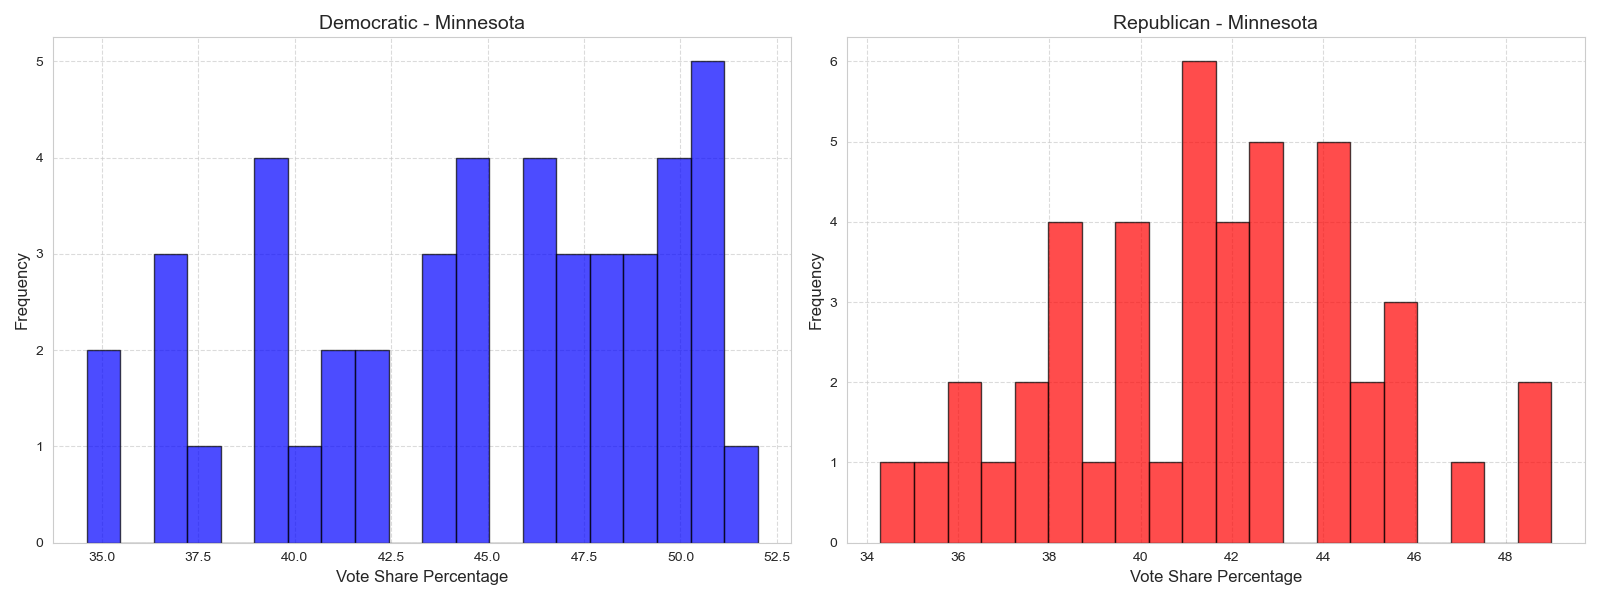 Democratic - Minnesota
5
4
3
2
1
0
Frequency
35.0 37.5 40.0 42.5 45.0 47.5 50.0 52.5
Vote Share Percentage
Republican - Minnesota
6
5
4
3
2
1
0
Frequency
34 36 38 40 42 44 46 48
Vote Share Percentage